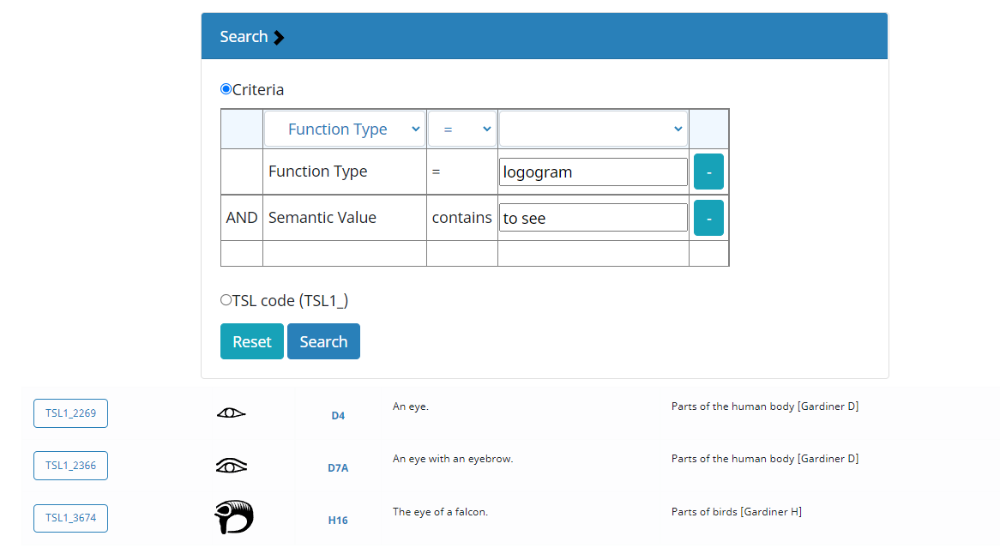 Search
Criteria
Function Type =
Function Type = logogram -
AND Semantic Value contains to see -
TSL code (TSL1_)
Reset Search
TSL1_2269 D4 An eye. Parts of the human body [Gardiner D]
TSL1_2366 D7A An eye with an eyebrow. Parts of the human body [Gardiner D]
TSL1_3674 H16 The eye of a falcon. Parts of birds [Gardiner H]